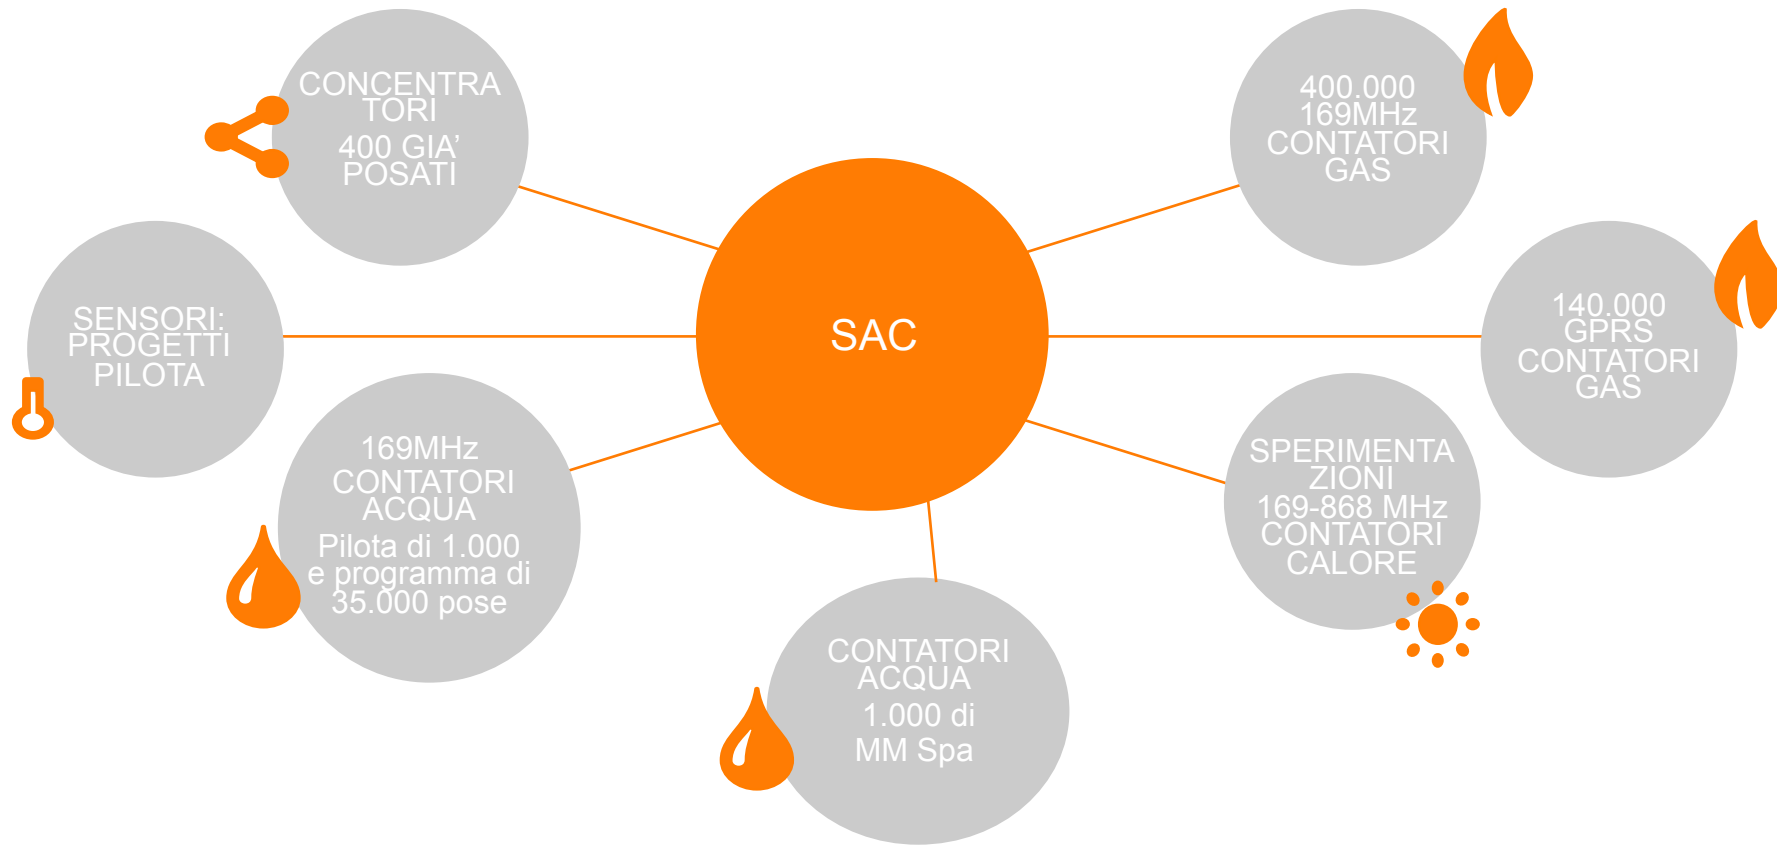 CONCENTRA
TORI
400 GIA'
POSATI
400.000
169MHz
CONTATORI
GAS
SENSORI:
PROGETTI
PILOTA
SAC
140.000
GPRS
CONTATORI
GAS
169MHz
CONTATORI
ACQUA
Pilota di 1.000
e programma di
35.000 pose
SPERIMENTA
ZIONI
169-868 MHz
CONTATORI
CALORE
CONTATORI
ACQUA
1.000 di
MM Spa